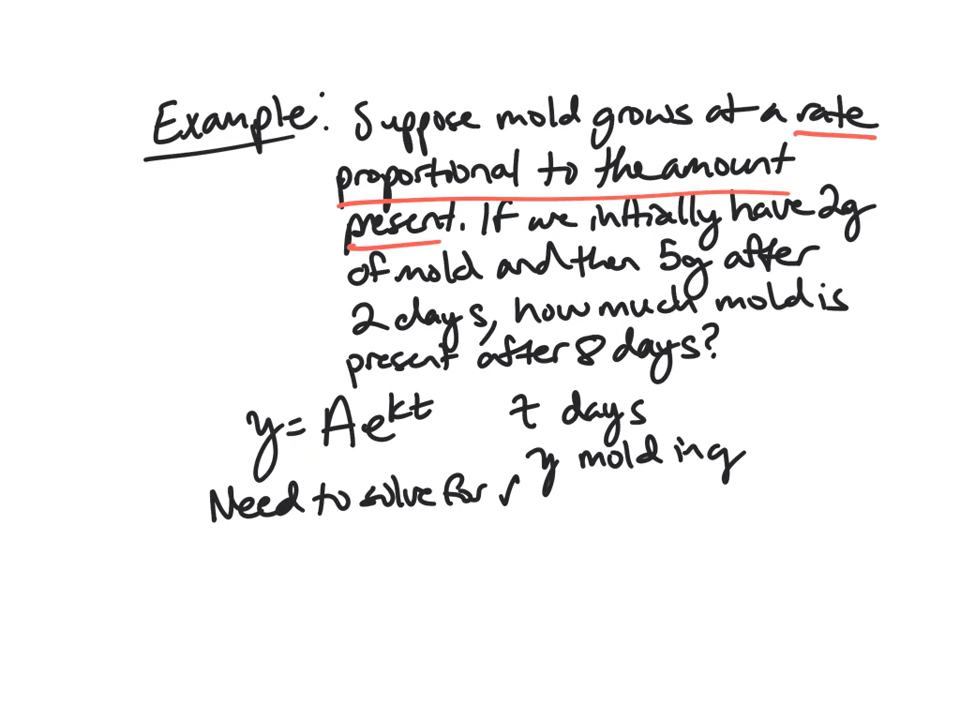 Example: Suppose mold grows at a rate
proportional to the amount
present. If we initially have 2g
of mold and then 5g after
2 days, how much mold is
present after 8 days?
y = Ae^{kt} t days
y mold in g
Need to solve for